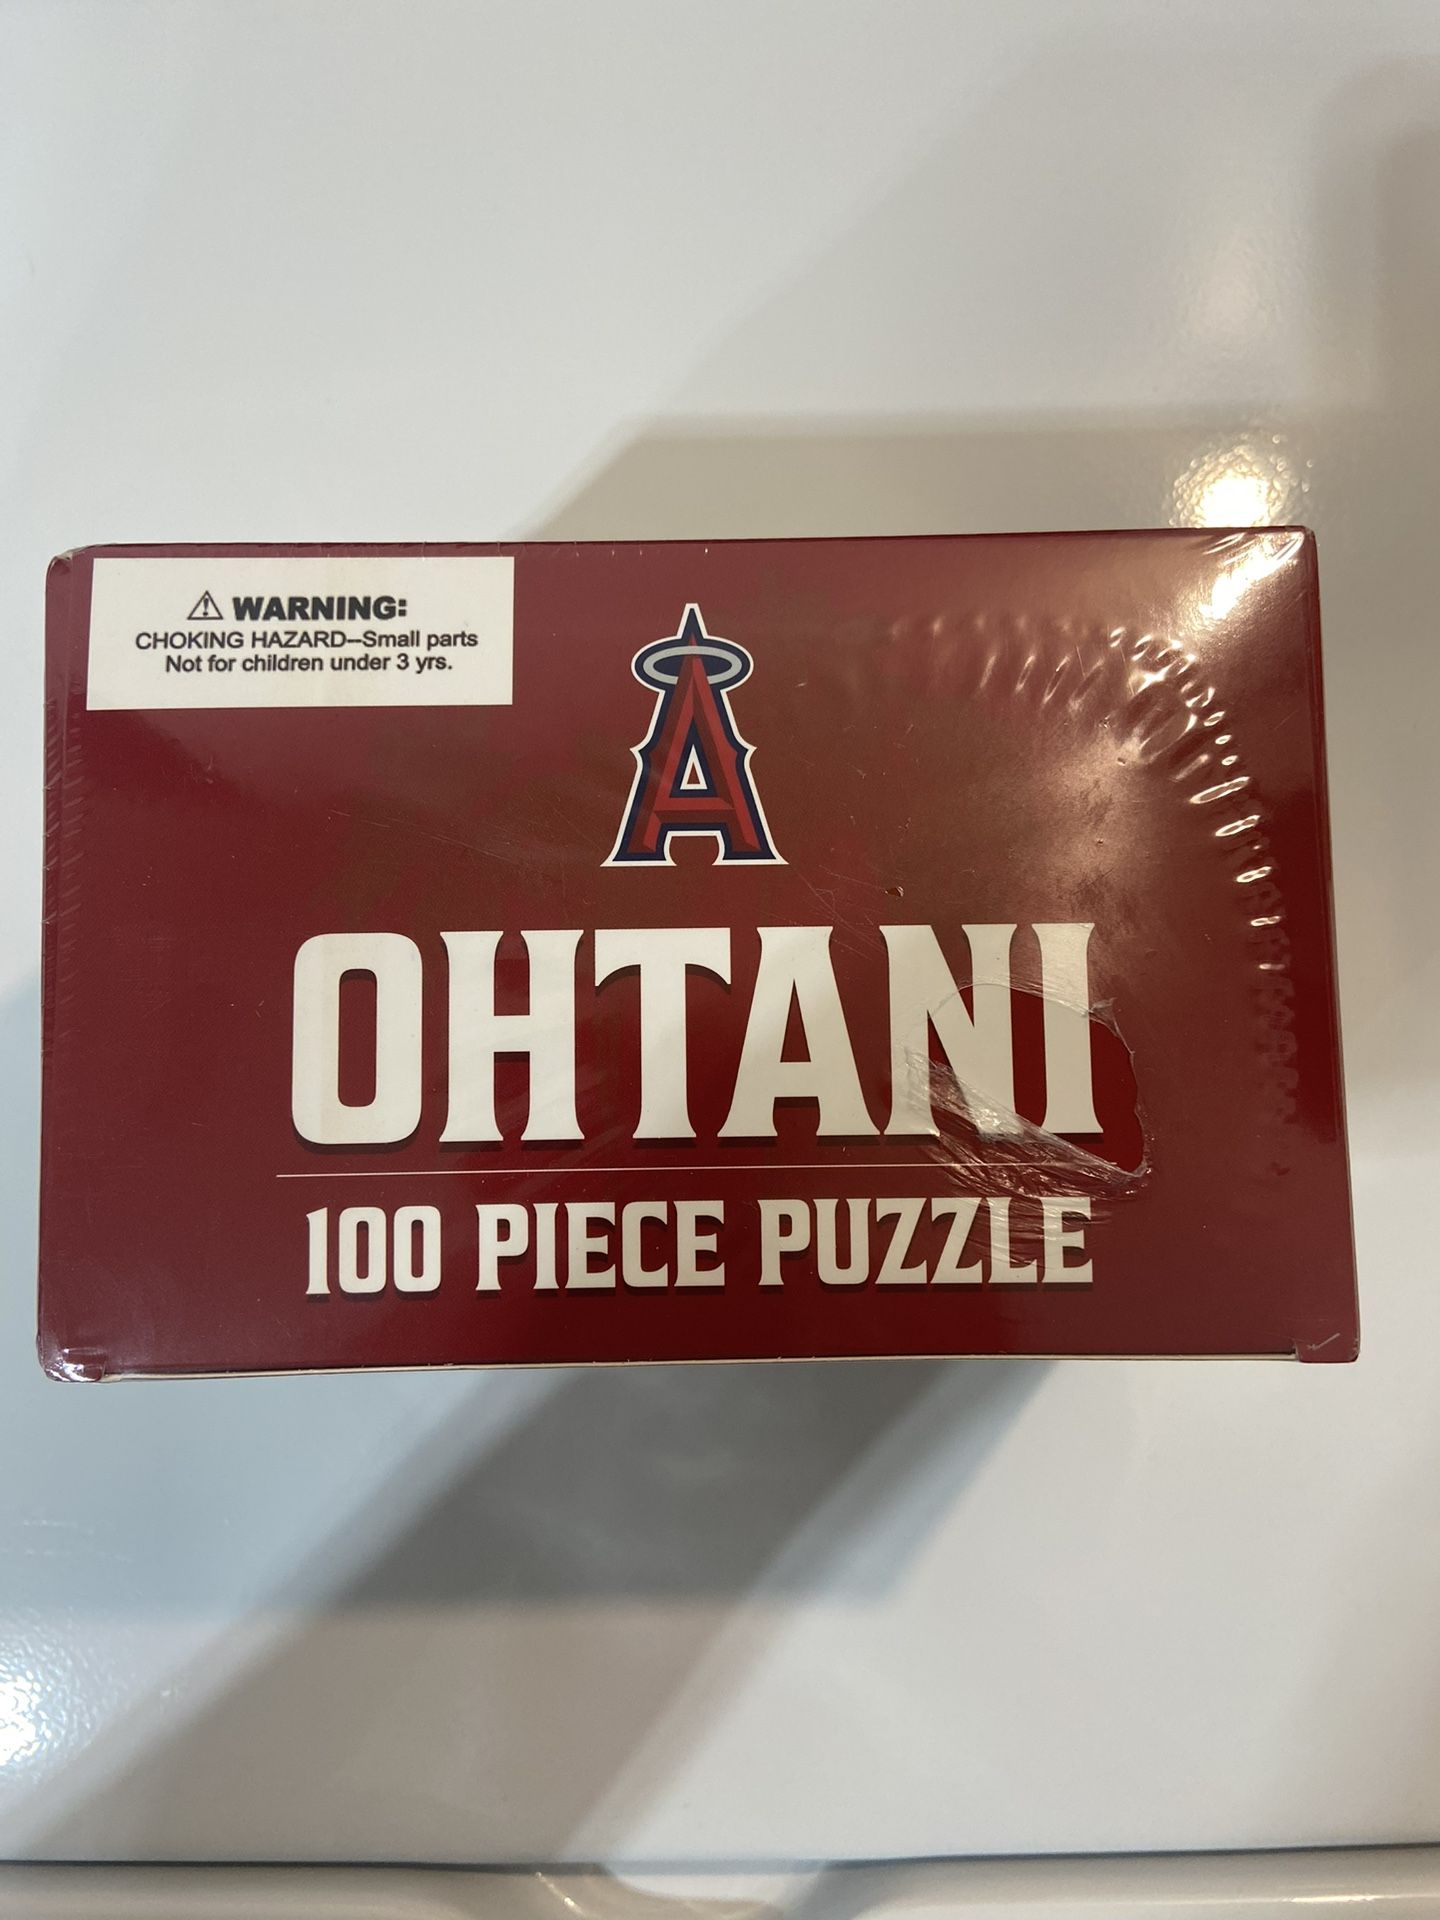 ⚠ WARNING:
CHOKING HAZARD--Small parts
Not for children under 3 yrs.
A
OHTANI
100 PIECE PUZZLE